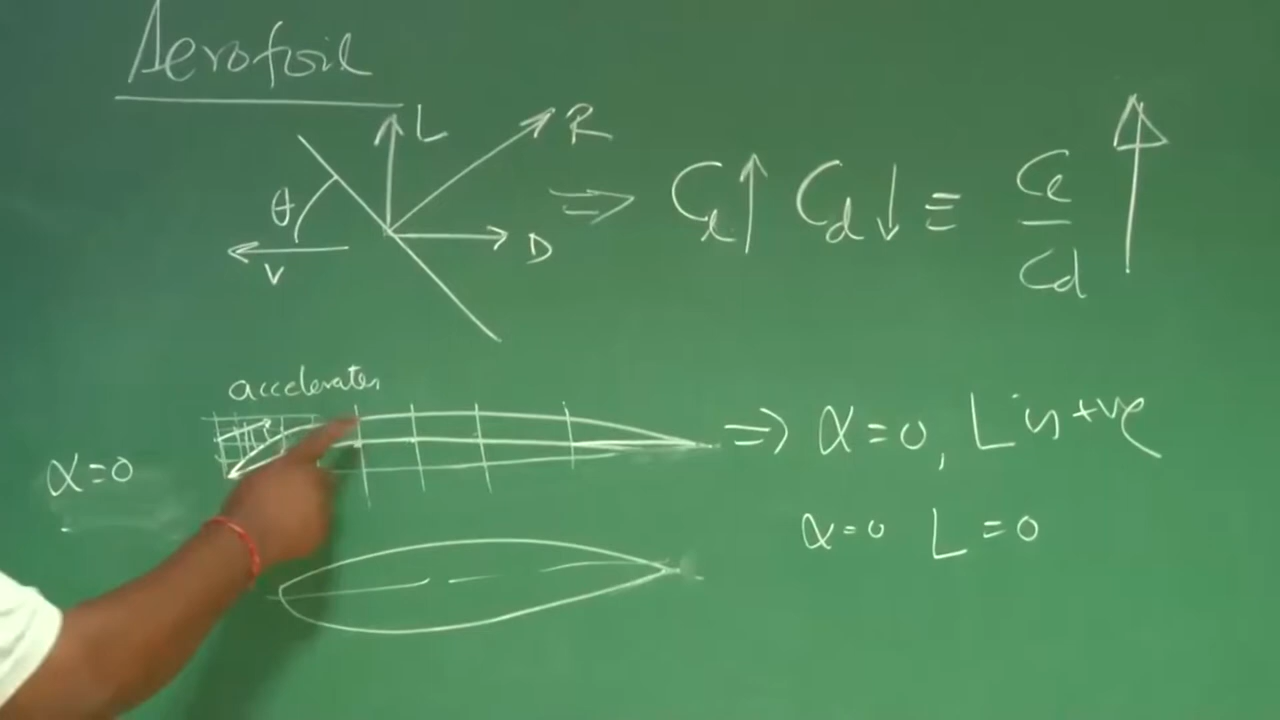 Aerofoil
L
R
θ
V
D
⇒ Cl↑ Cd↓ ≡ Cl/Cd ↑
accelerates
α=0
⇒ α=0, L is +ve
α=0 L=0